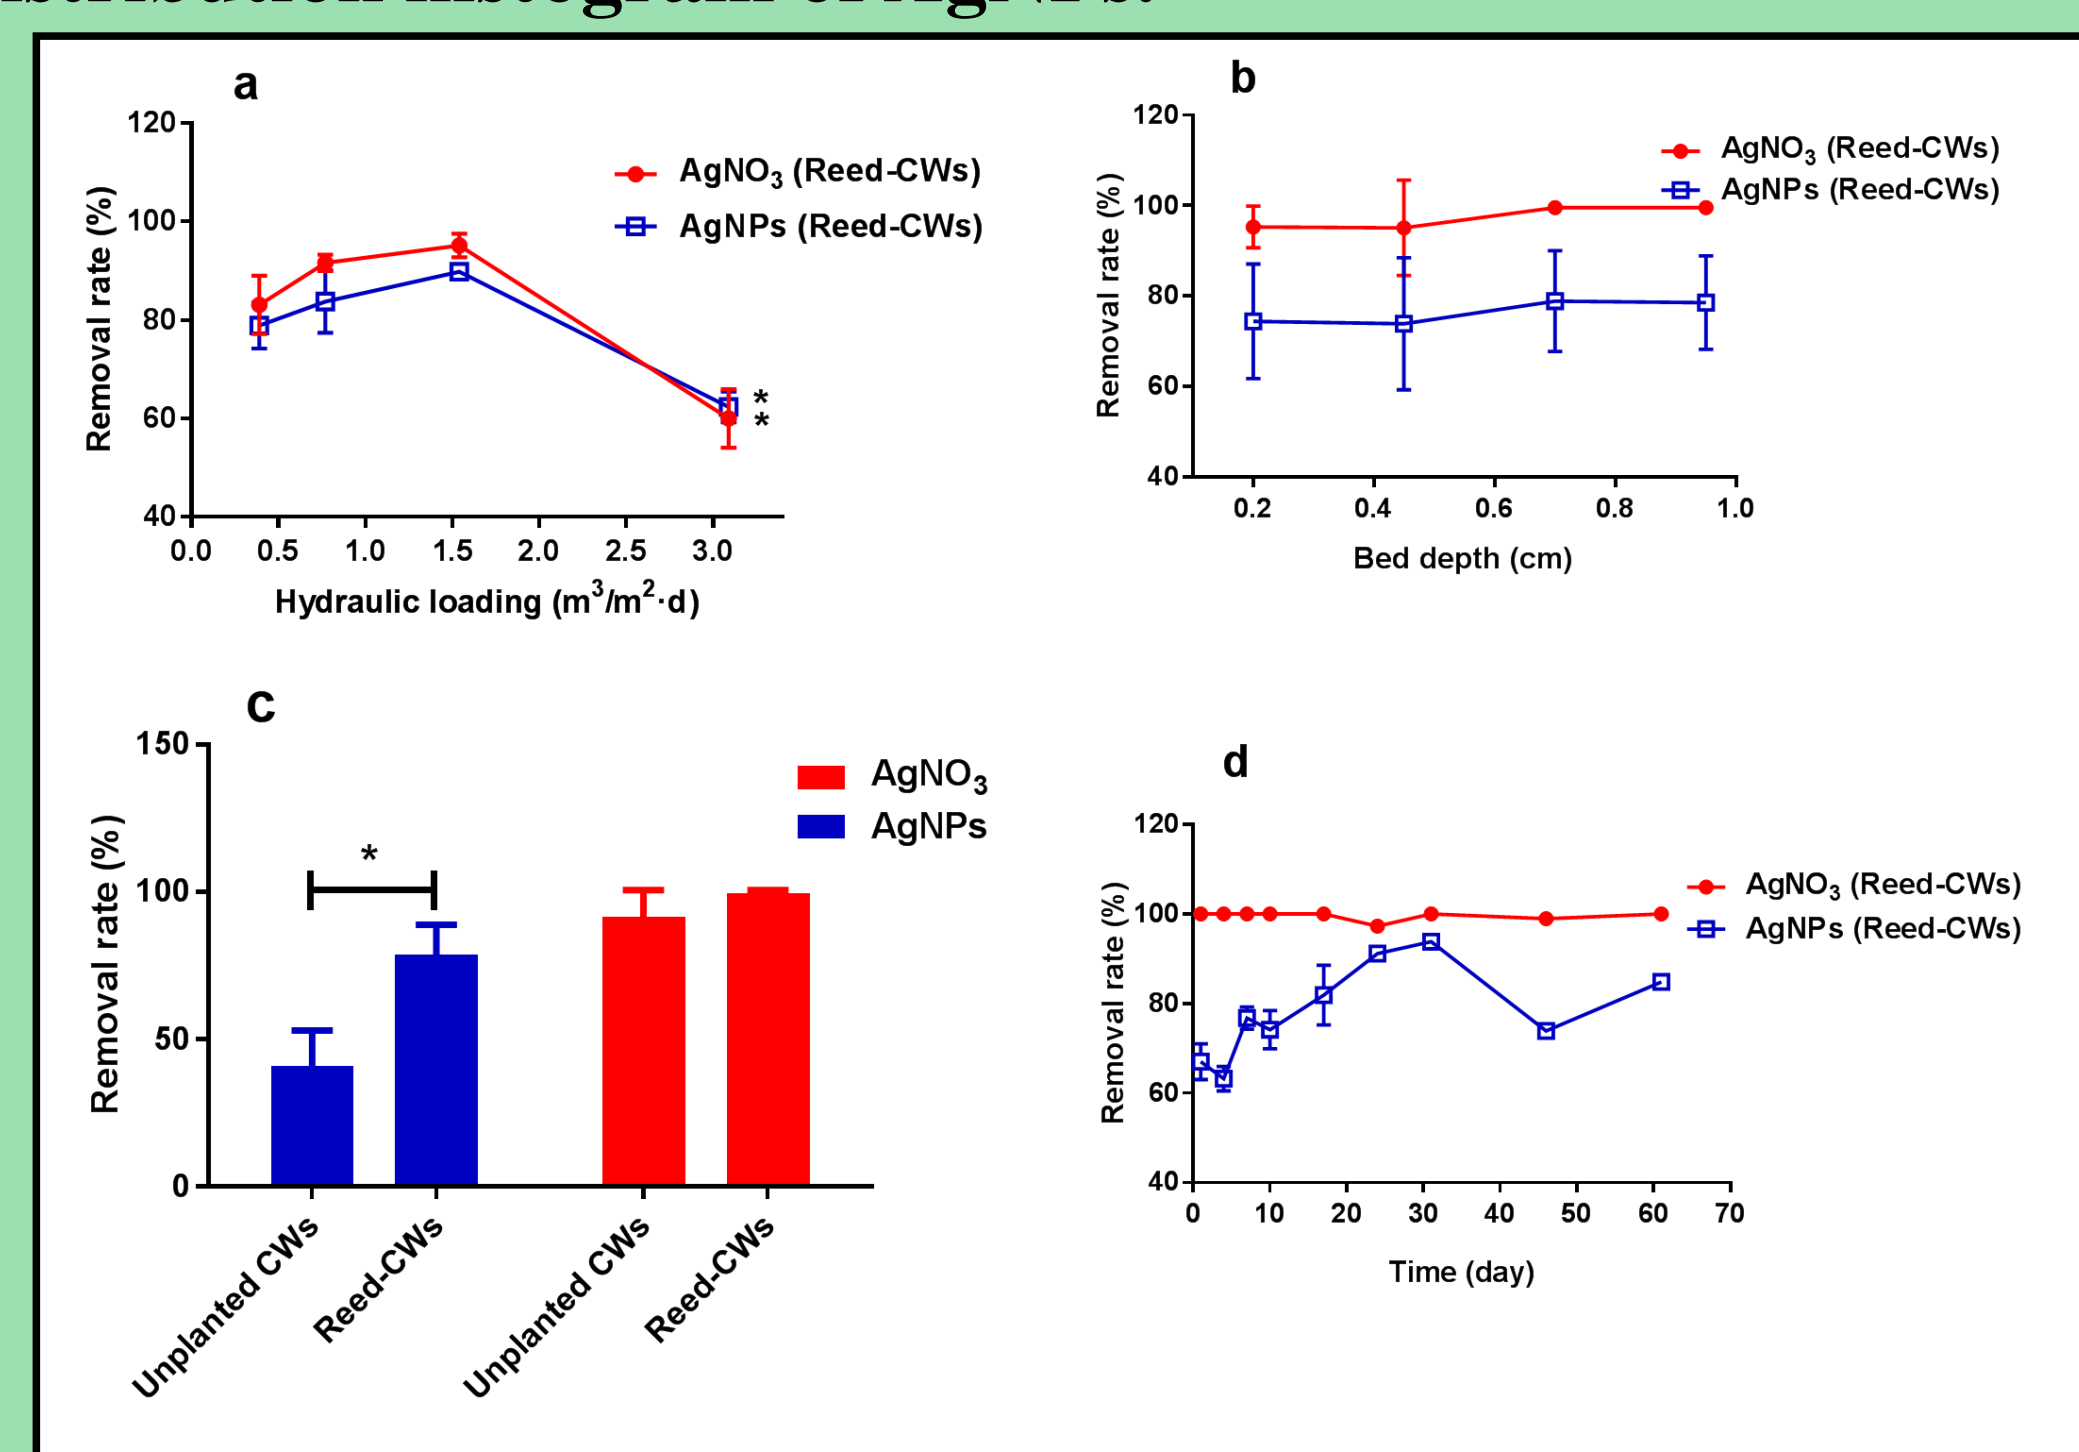 a
120
100
80
60
40
0.0 0.5 1.0 1.5 2.0 2.5 3.0
Removal rate (%)
Hydraulic loading (m³/m²·d)
AgNO₃ (Reed-CWs)
AgNPs (Reed-CWs)
*
*
b
120
100
80
60
40
0.2 0.4 0.6 0.8 1.0
Removal rate (%)
Bed depth (cm)
AgNO₃ (Reed-CWs)
AgNPs (Reed-CWs)
c
150
100
50
0
Removal rate (%)
*
AgNO₃
AgNPs
Unplanted CWs
Reed-CWs
Unplanted CWs
Reed-CWs
d
120
100
80
60
40
0 10 20 30 40 50 60 70
Removal rate (%)
Time (day)
AgNO₃ (Reed-CWs)
AgNPs (Reed-CWs)